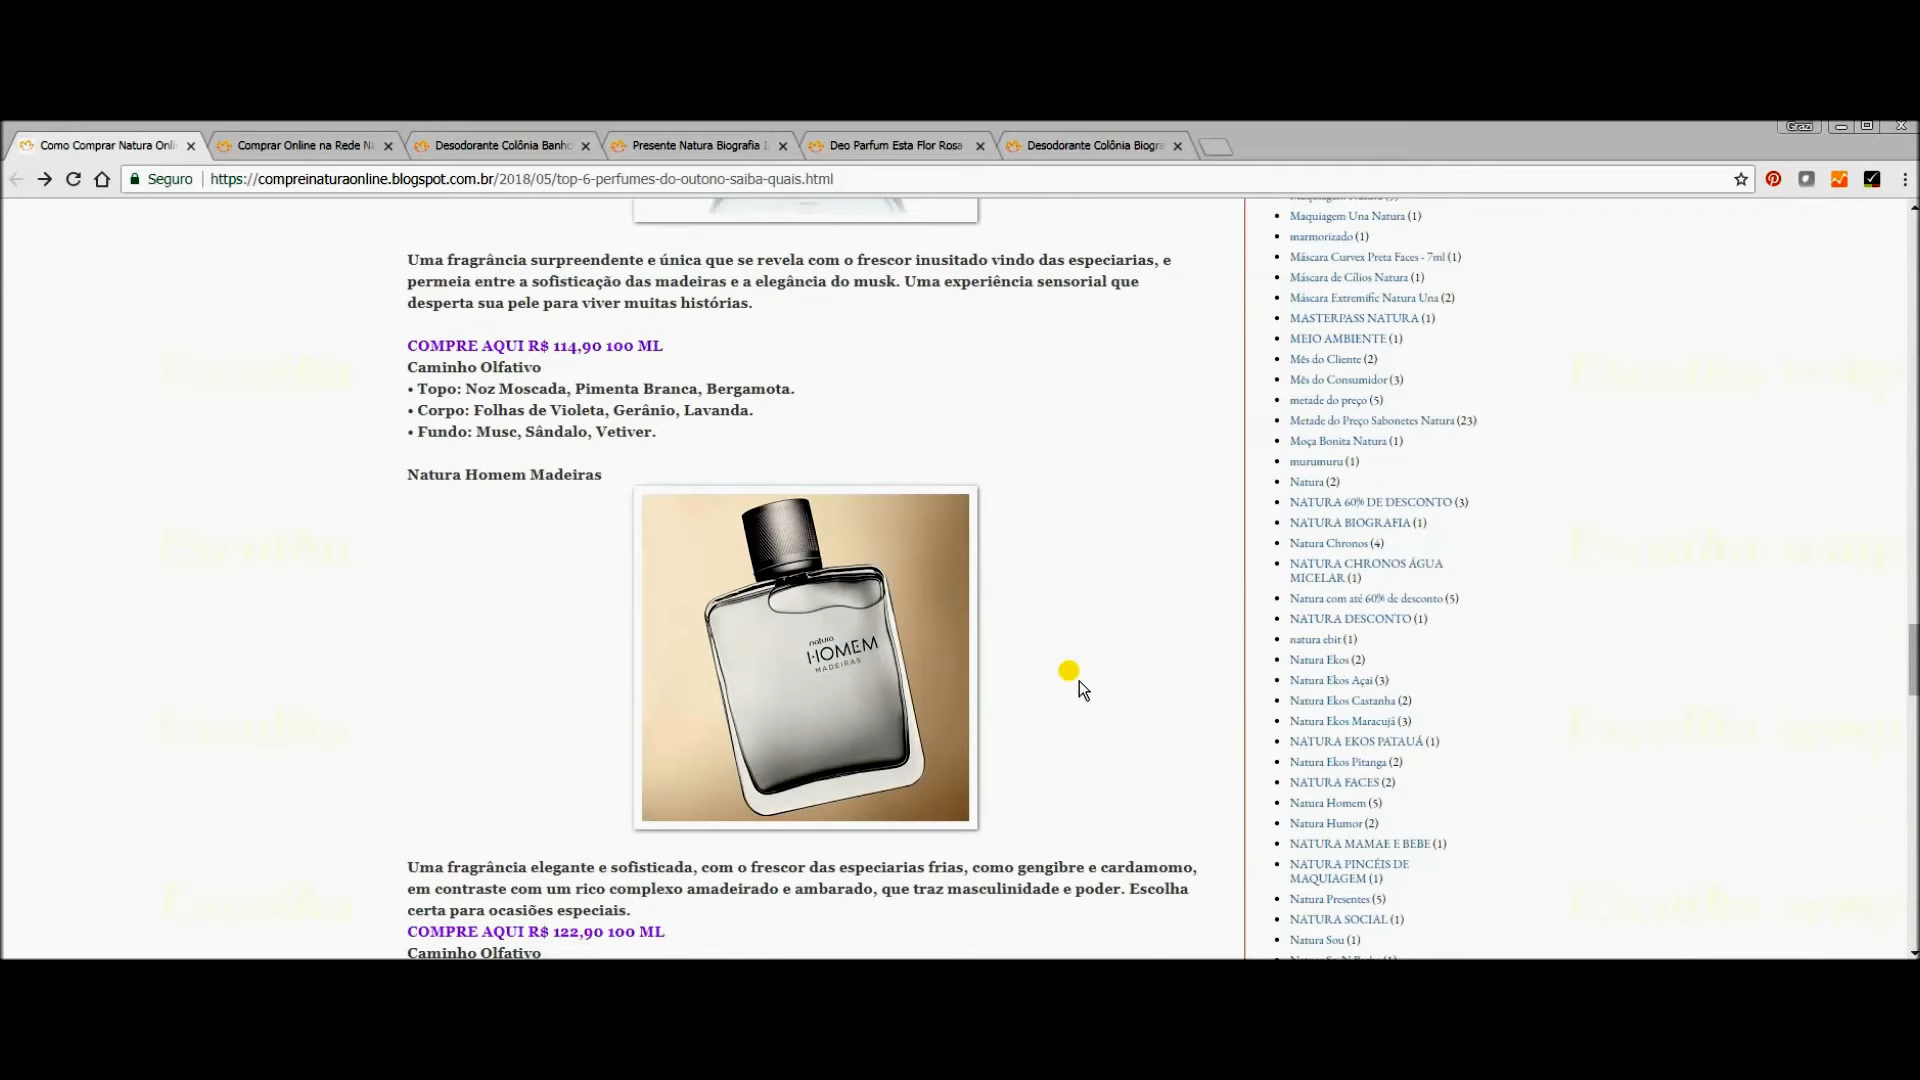 Grazi
Como Comprar Natura Onli
Comprar Online na Rede N
Desodorante Colônia Banho
Presente Natura Biografia
Deo Parfum Esta Flor Rosa
Desodorante Colônia Biogra
Seguro
https://compreinaturaonline.blogspot.com.br/2018/05/top-6-perfumes-do-outono-saiba-quais.html
Uma fragrância surpreendente e única que se revela com o frescor inusitado vindo das especiarias, e
permeia entre a sofisticação das madeiras e a elegância do musk. Uma experiência sensorial que
desperta sua pele para viver muitas histórias.
COMPRE AQUI R$ 114,90 100 ML
Caminho Olfativo
• Topo: Noz Moscada, Pimenta Branca, Bergamota.
• Corpo: Folhas de Violeta, Gerânio, Lavanda.
• Fundo: Musc, Sândalo, Vetiver.
Natura Homem Madeiras
natura
HOMEM
MADEIRAS
Uma fragrância elegante e sofisticada, com o frescor das especiarias frias, como gengibre e cardamomo,
em contraste com um rico complexo amadeirado e ambarado, que traz masculinidade e poder. Escolha
certa para ocasiões especiais.
COMPRE AQUI R$ 122,90 100 ML
Caminho Olfativo
Maquiagem Una Natura (1)
marmorizado (1)
Máscara Curvex Preta Faces - 7ml (1)
Máscara de Cílios Natura (1)
Máscara Extremific Natura Una (2)
MASTERPASS NATURA (1)
MEIO AMBIENTE (1)
Mês do Cliente (2)
Mês do Consumidor (3)
metade do preço (5)
Metade do Preço Sabonetes Natura (23)
Moça Bonita Natura (1)
murumuru (1)
Natura (2)
NATURA 60% DE DESCONTO (3)
NATURA BIOGRAFIA (1)
Natura Chronos (4)
NATURA CHRONOS ÁGUA
MICELAR (1)
Natura com até 60% de desconto (5)
NATURA DESCONTO (1)
natura ebit (1)
Natura Ekos (2)
Natura Ekos Açai (3)
Natura Ekos Castanha (2)
Natura Ekos Maracujá (3)
NATURA EKOS PATAUÁ (1)
Natura Ekos Pitanga (2)
NATURA FACES (2)
Natura Homem (5)
Natura Humor (2)
NATURA MAMAE E BEBE (1)
NATURA PINCÉIS DE
MAQUIAGEM (1)
Natura Presentes (5)
NATURA SOCIAL (1)
Natura Sou (1)